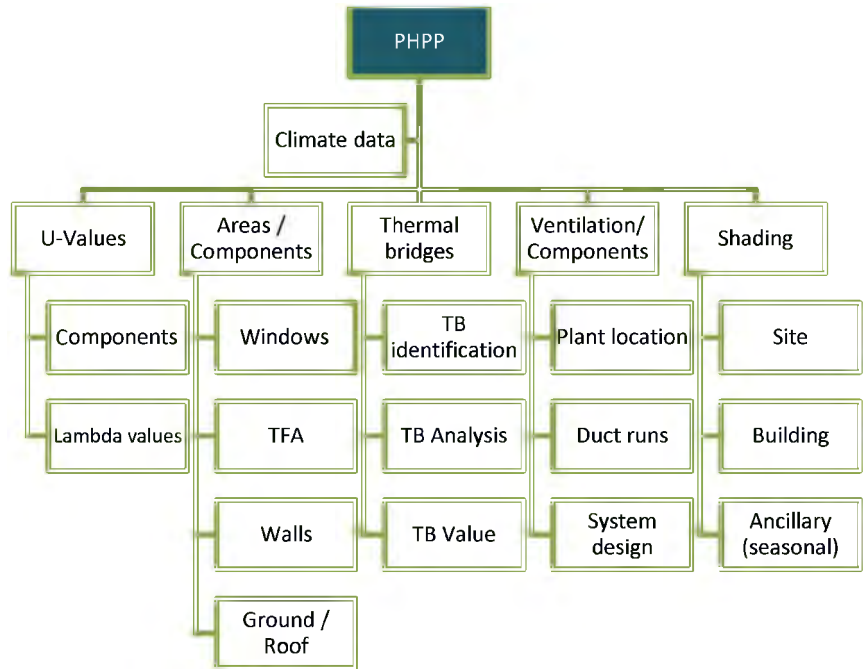 PHPP
Climate data
U-Values
Areas /
Components
Thermal
bridges
Ventilation/
Components
Shading
Components
Windows
TB
identification
Plant location
Site
Lambda values
TFA
TB Analysis
Duct runs
Building
Walls
TB Value
System
design
Ancillary
(seasonal)
Ground /
Roof